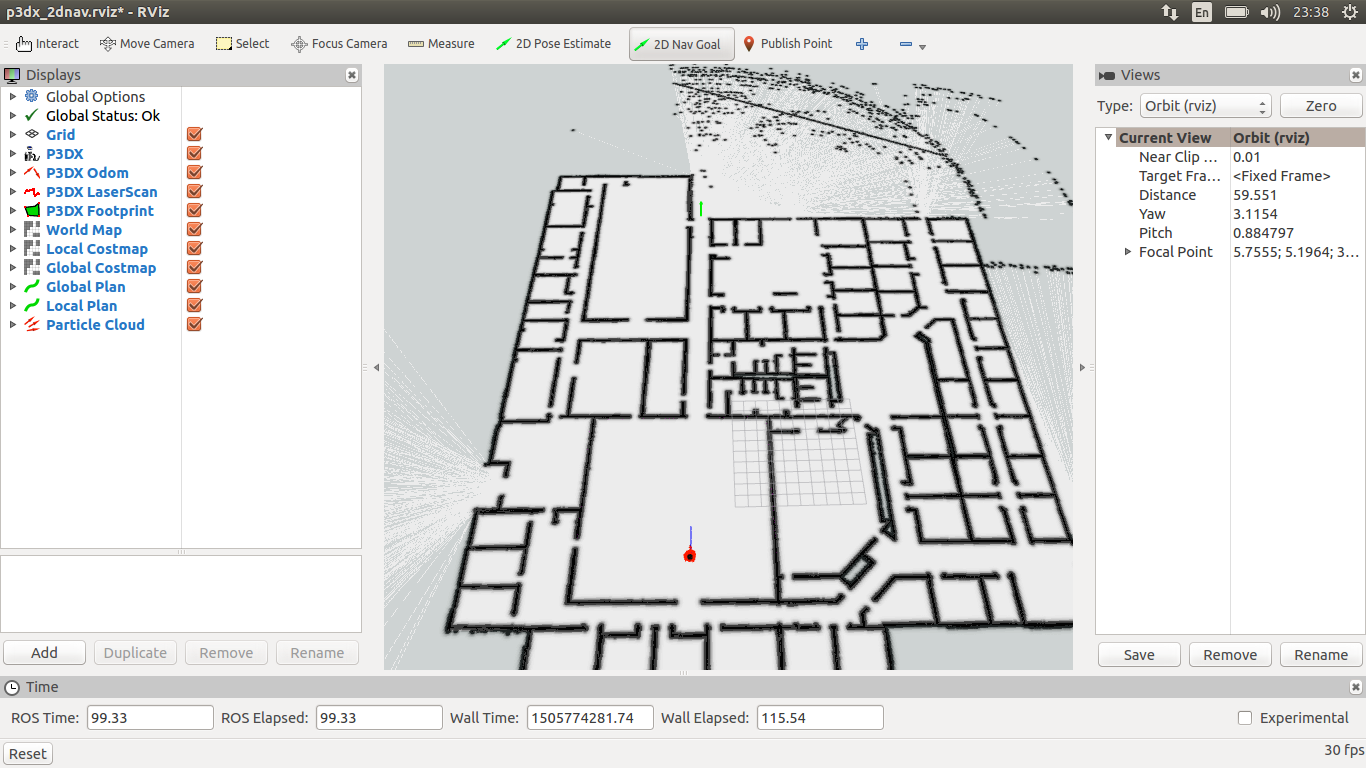 p3dx_2dnav.rviz* - RViz
En
23:38
Interact
Move Camera
Select
Focus Camera
Measure
2D Pose Estimate
2D Nav Goal
Publish Point
Displays
Global Options
Global Status: Ok
Grid
P3DX
P3DX Odom
P3DX LaserScan
P3DX Footprint
World Map
Local Costmap
Global Costmap
Global Plan
Local Plan
Particle Cloud
Add
Duplicate
Remove
Rename
Views
Type:
Orbit (rviz)
Zero
Current View
Orbit (rviz)
Near Clip ...
0.01
Target Fra...
<Fixed Frame>
Distance
59.551
Yaw
3.1154
Pitch
0.884797
Focal Point
5.7555; 5.1964; 3...
Save
Remove
Rename
Time
ROS Time:
99.33
ROS Elapsed:
99.33
Wall Time:
1505774281.74
Wall Elapsed:
115.54
Experimental
Reset
30 fps